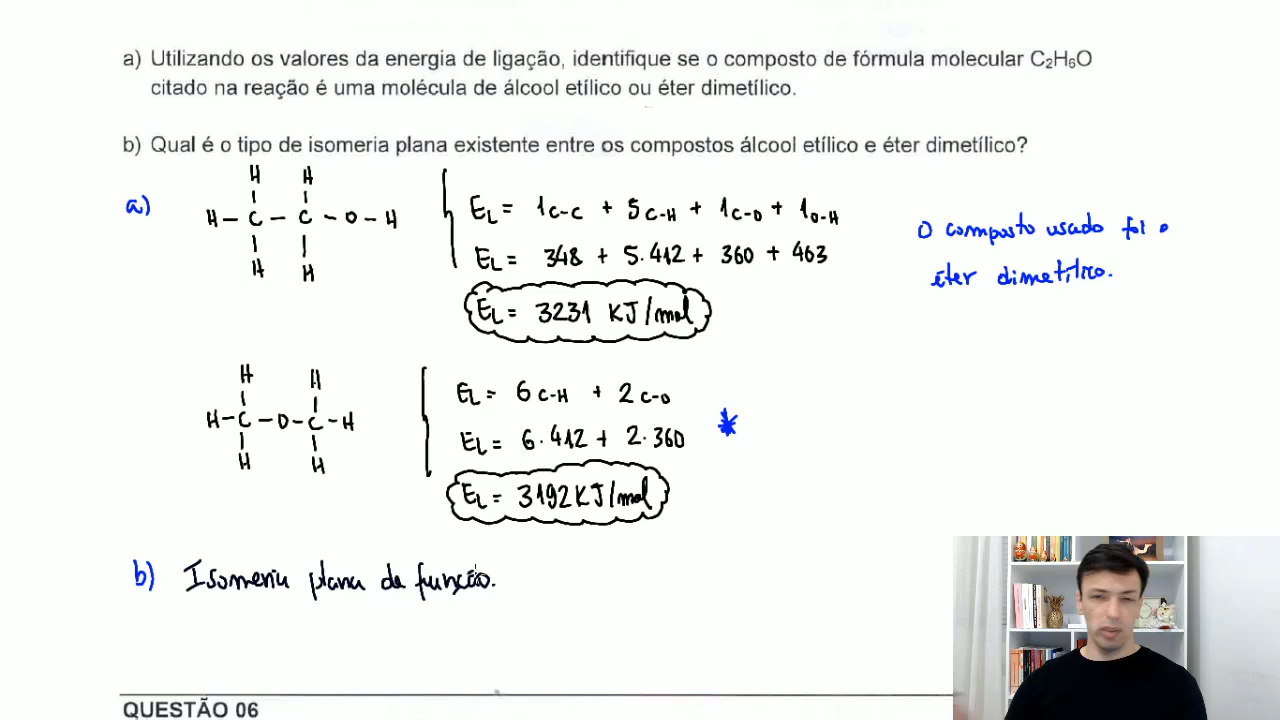 a) Utilizando os valores da energia de ligação, identifique se o composto de fórmula molecular C₂H₆O
citado na reação é uma molécula de álcool etílico ou éter dimetílico.
b) Qual é o tipo de isomeria plana existente entre os compostos álcool etílico e éter dimetílico?
a)
H H
H – C – C – O – H
H H
EL = 1C-C + 5C-H + 1C-O + 1O-H
EL = 348 + 5.412 + 360 + 463
EL = 3231 KJ/mol
O composto usado foi o
éter dimetílico.
H H
H – C – O – C – H
H H
EL = 6C-H + 2C-O
EL = 6.412 + 2.360 *
EL = 3192 KJ/mol
b) Isomeria plana de função.
QUESTÃO 06